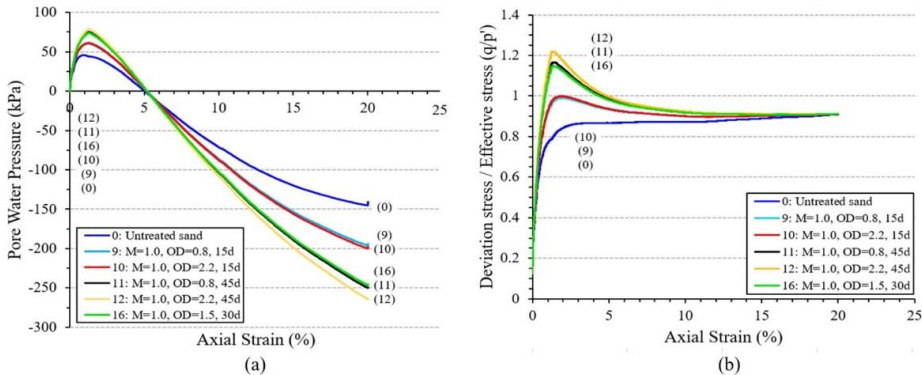 (a)
100
75
50
25
0
-50
-100
-150
-200
-250
-300
5
10
15
20
25
Pore Water Pressure (kPa)
(12)
(11)
(16)
(10)
(9)
(0)
(0)
(9)
(10)
(16)
(11)
(12)
0: Untreated sand
9: M=1.0, OD=0.8, 15d
10: M=1.0, OD=2.2, 15d
11: M=1.0, OD=0.8, 45d
12: M=1.0, OD=2.2, 45d
16: M=1.0, OD=1.5, 30d
Axial Strain (%)
(a)
(b)
1.4
1.2
1
0.8
0.6
0.4
0.2
0
0
5
10
15
20
25
Deviation stress / Effective stress (q/p')
(12)
(11)
(16)
(10)
(9)
(0)
0: Untreated sand
9: M=1.0, OD=0.8, 15d
10: M=1.0, OD=2.2, 15d
11: M=1.0, OD=0.8, 45d
12: M=1.0, OD=2.2, 45d
16: M=1.0, OD=1.5, 30d
Axial Strain (%)
(b)